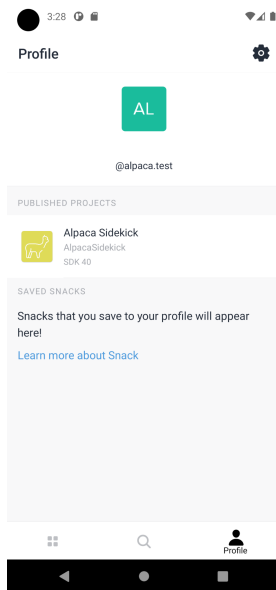 3:28
Profile
AL
@alpaca.test
PUBLISHED PROJECTS
Alpaca Sidekick
AlpacaSidekick
SDK 40
SAVED SNACKS
Snacks that you save to your profile will appear
here!
Learn more about Snack
Profile